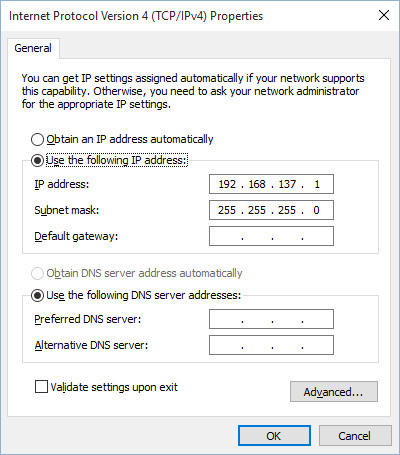 Internet Protocol Version 4 (TCP/IPv4) Properties
General
You can get IP settings assigned automatically if your network supports
this capability. Otherwise, you need to ask your network administrator
for the appropriate IP settings.
Obtain an IP address automatically
Use the following IP address:
IP address: 192 . 168 . 137 . 1
Subnet mask: 255 . 255 . 255 . 0
Default gateway: . . .
Obtain DNS server address automatically
Use the following DNS server addresses:
Preferred DNS server: . . .
Alternative DNS server: . . .
Validate settings upon exit
Advanced...
OK Cancel